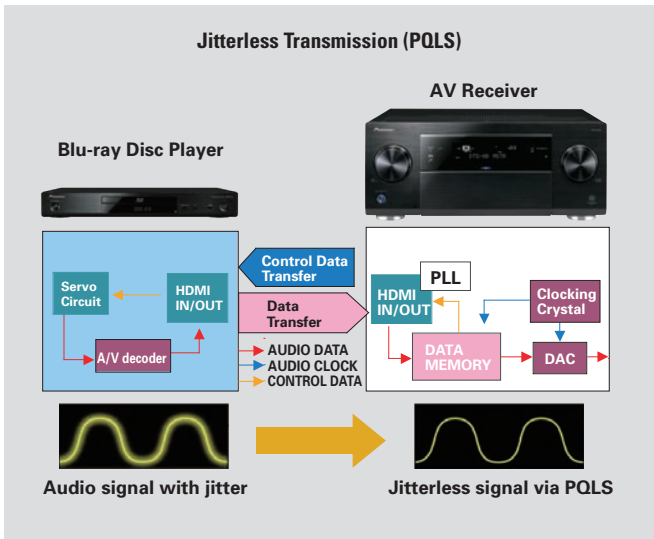 Jitterless Transmission (PQLS)
AV Receiver
Blu-ray Disc Player
Pioneer
Control Data
Transfer
Data
Transfer
Servo
Circuit
HDMI
IN/OUT
A/V decoder
HDMI
IN/OUT
PLL
DATA
MEMORY
Clocking
Crystal
DAC
AUDIO DATA
AUDIO CLOCK
CONTROL DATA
Audio signal with jitter
Jitterless signal via PQLS